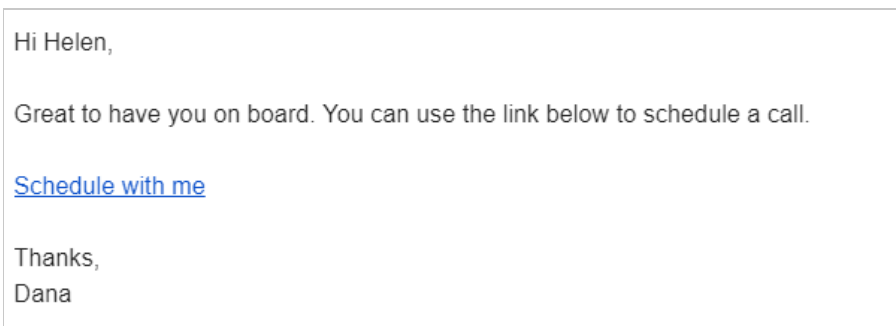 Hi Helen,
Great to have you on board. You can use the link below to schedule a call.
Schedule with me
Thanks,
Dana